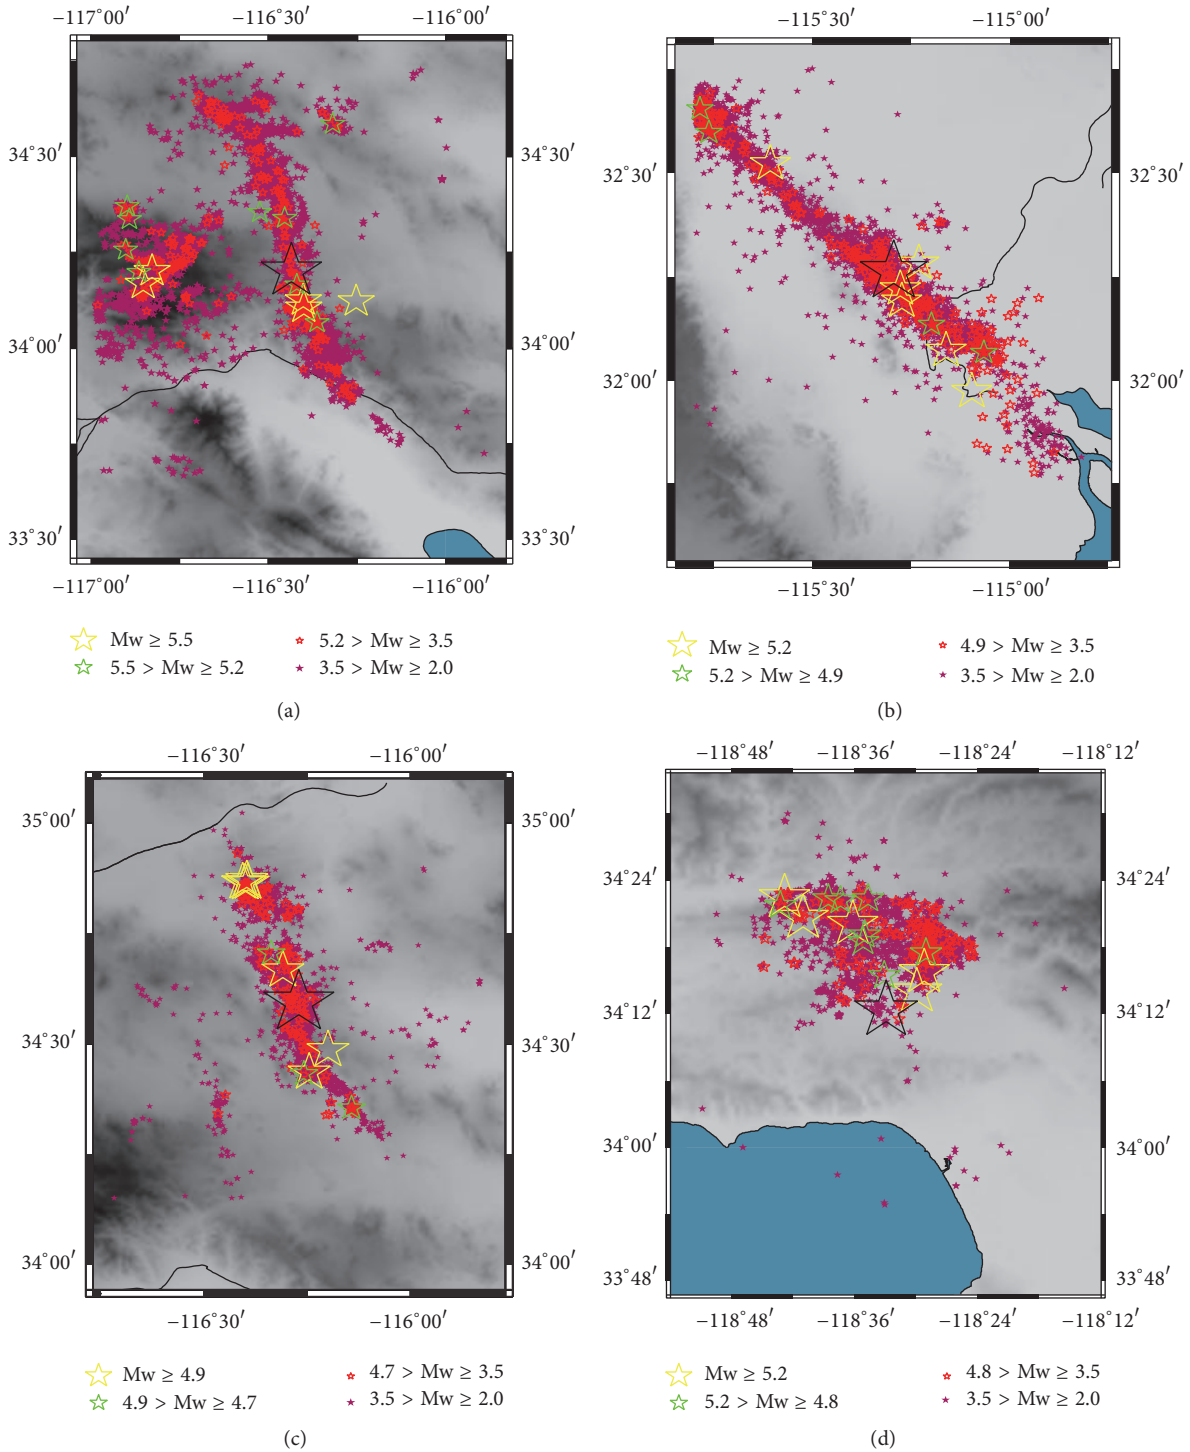 −117°00′ −116°30′ −116°00′
34°30′ 34°30′
34°00′ 34°00′
33°30′ 33°30′
−117°00′ −116°30′ −116°00′
Mw ≥ 5.5 5.2 > Mw ≥ 3.5
5.5 > Mw ≥ 5.2 3.5 > Mw ≥ 2.0
(a)
−115°30′ −115°00′
32°30′ 32°30′
32°00′ 32°00′
−115°30′ −115°00′
Mw ≥ 5.2 4.9 > Mw ≥ 3.5
5.2 > Mw ≥ 4.9 3.5 > Mw ≥ 2.0
(b)
−116°30′ −116°00′
35°00′ 35°00′
34°30′ 34°30′
34°00′ 34°00′
−116°30′ −116°00′
Mw ≥ 4.9 4.7 > Mw ≥ 3.5
4.9 > Mw ≥ 4.7 3.5 > Mw ≥ 2.0
(c)
−118°48′ −118°36′ −118°24′ −118°12′
34°24′ 34°24′
34°12′ 34°12′
34°00′ 34°00′
33°48′ 33°48′
−118°48′ −118°36′ −118°24′ −118°12′
Mw ≥ 5.2 4.8 > Mw ≥ 3.5
5.2 > Mw ≥ 4.8 3.5 > Mw ≥ 2.0
(d)